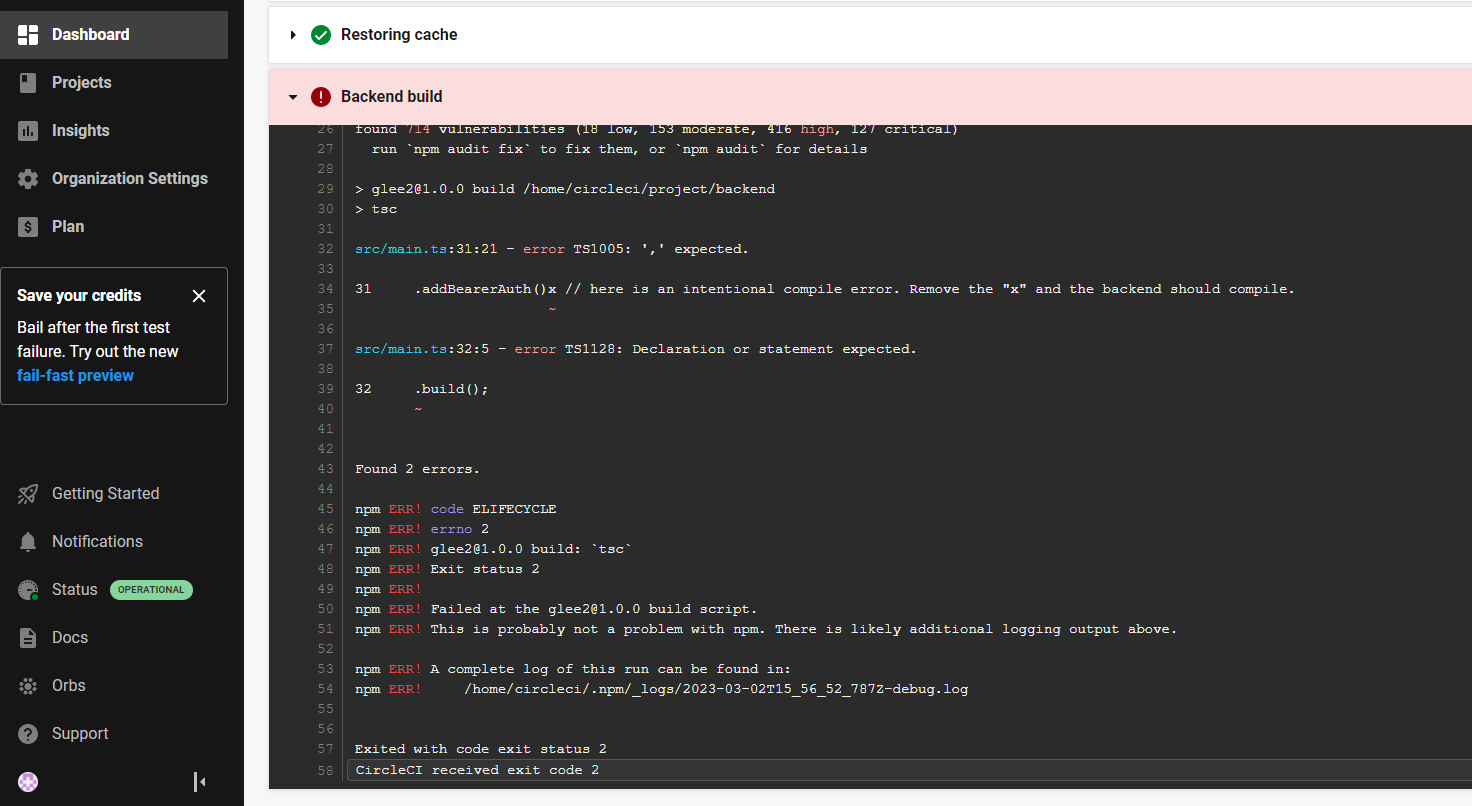 Dashboard
Projects
Insights
Organization Settings
Plan
Save your credits
Bail after the first test
failure. Try out the new
fail-fast preview
Getting Started
Notifications
Status OPERATIONAL
Docs
Orbs
Support
Restoring cache
Backend build
26 found 714 vulnerabilities (18 low, 153 moderate, 416 high, 127 critical)
27 run `npm audit fix` to fix them, or `npm audit` for details
28
29 > glee2@1.0.0 build /home/circleci/project/backend
30 > tsc
31
32 src/main.ts:31:21 - error TS1005: ',' expected.
33
34 31 .addBearerAuth()x // here is an intentional compile error. Remove the "x" and the backend should compile.
35 ~
36
37 src/main.ts:32:5 - error TS1128: Declaration or statement expected.
38
39 32 .build();
40 ~
41
42
43 Found 2 errors.
44
45 npm ERR! code ELIFECYCLE
46 npm ERR! errno 2
47 npm ERR! glee2@1.0.0 build: `tsc`
48 npm ERR! Exit status 2
49 npm ERR!
50 npm ERR! Failed at the glee2@1.0.0 build script.
51 npm ERR! This is probably not a problem with npm. There is likely additional logging output above.
52
53 npm ERR! A complete log of this run can be found in:
54 npm ERR! /home/circleci/.npm/_logs/2023-03-02T15_56_52_787Z-debug.log
55
56
57 Exited with code exit status 2
58 CircleCI received exit code 2